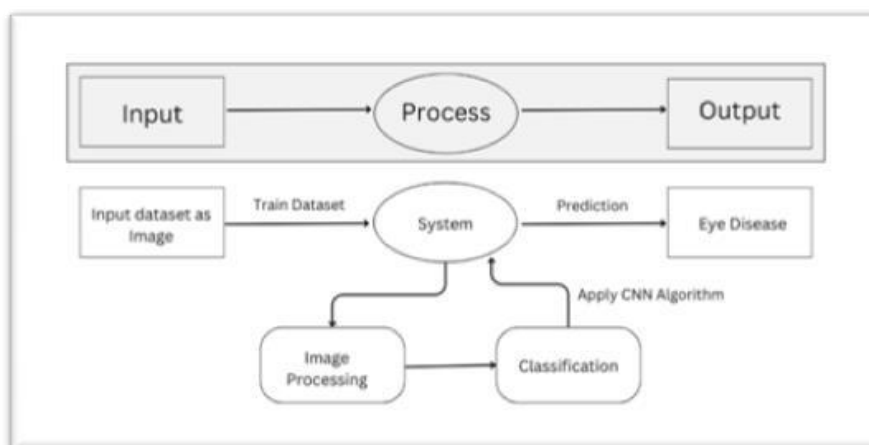 Input
Process
Output
Input dataset as
Image
Train Dataset
System
Prediction
Eye Disease
Apply CNN Algorithm
Image
Processing
Classification